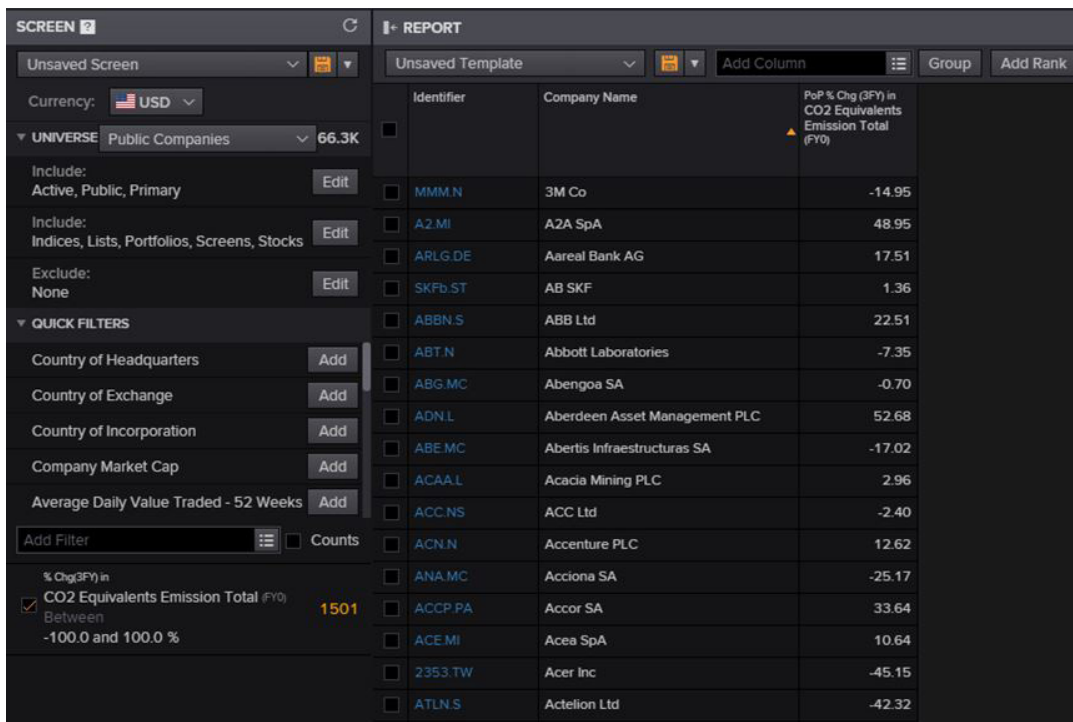 SCREEN ?
Unsaved Screen
Currency: USD
UNIVERSE Public Companies 66.3K
Include:
Active, Public, Primary Edit
Include:
Indices, Lists, Portfolios, Screens, Stocks Edit
Exclude:
None Edit
QUICK FILTERS
Country of Headquarters Add
Country of Exchange Add
Country of Incorporation Add
Company Market Cap Add
Average Daily Value Traded - 52 Weeks Add
Add Filter Counts
% Chg(3FY) in
CO2 Equivalents Emission Total (FY0) 1501
Between
-100.0 and 100.0 %
REPORT
Unsaved Template Add Column Group Add Rank
Identifier Company Name PoP % Chg (3FY) in
CO2 Equivalents
Emission Total
(FY0)
MMM.N 3M Co -14.95
A2.MI A2A SpA 48.95
ARLG.DE Aareal Bank AG 17.51
SKFb.ST AB SKF 1.36
ABBN.S ABB Ltd 22.51
ABT.N Abbott Laboratories -7.35
ABG.MC Abengoa SA -0.70
ADN.L Aberdeen Asset Management PLC 52.68
ABE.MC Abertis Infraestructuras SA -17.02
ACAA.L Acacia Mining PLC 2.96
ACC.NS ACC Ltd -2.40
ACN.N Accenture PLC 12.62
ANA.MC Acciona SA -25.17
ACCP.PA Accor SA 33.64
ACE.MI Acea SpA 10.64
2353.TW Acer Inc -45.15
ATLN.S Actelion Ltd -42.32